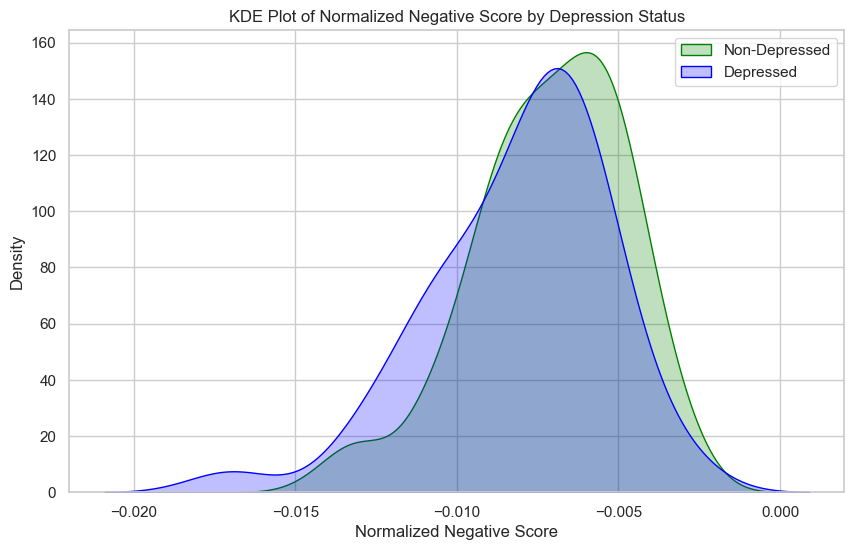 KDE Plot of Normalized Negative Score by Depression Status
Non-Depressed
Depressed
160
140
120
100
80
60
40
20
0
Density
−0.020
−0.015
−0.010
−0.005
0.000
Normalized Negative Score